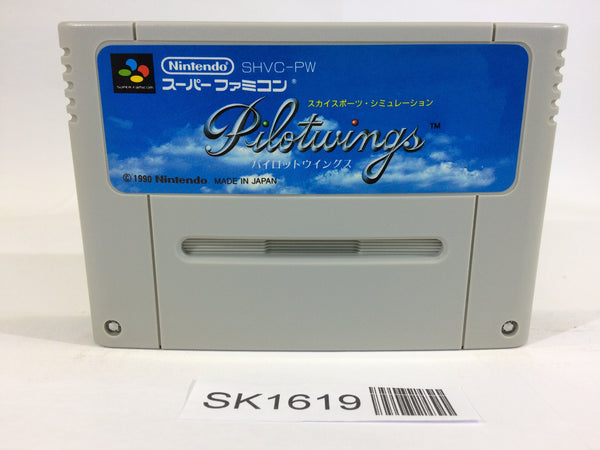 Nintendo SHVC-PW
SUPER FAMICOM
スーパーファミコン®
スカイスポーツ・シミュレーション
Pilotwings™
パイロットウイングス
© 1990 Nintendo MADE IN JAPAN
SK1619